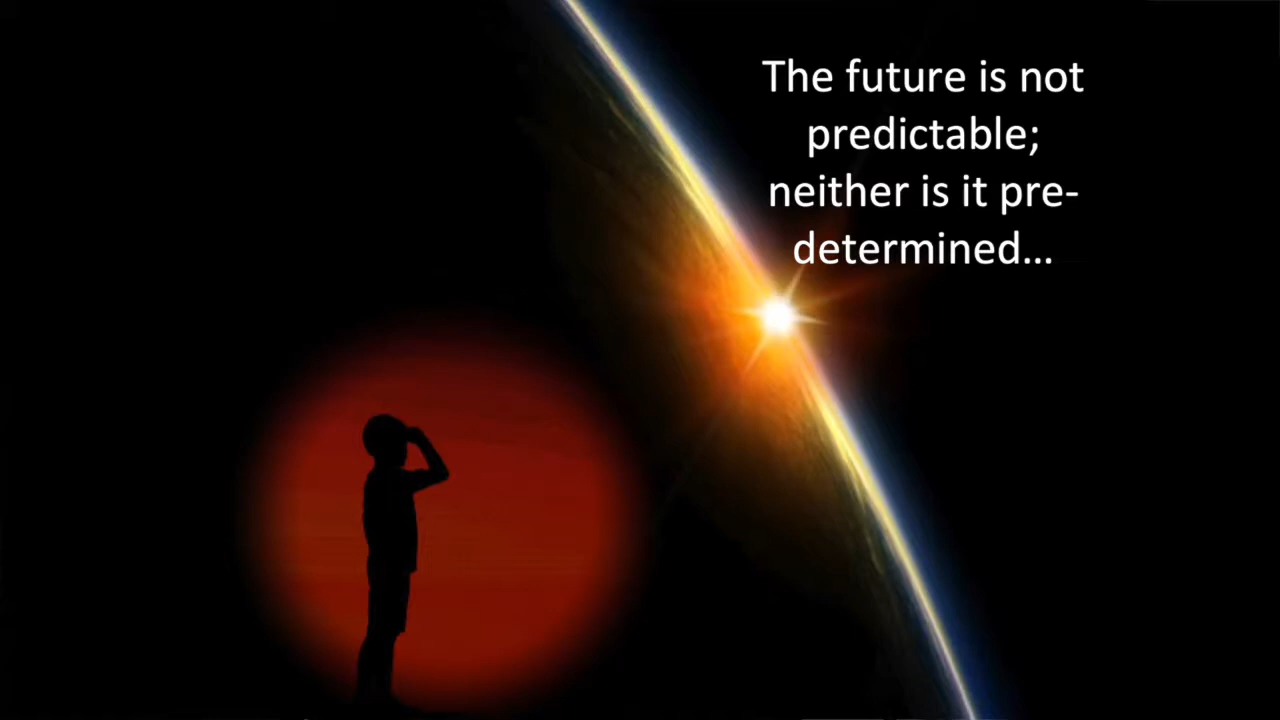 The future is not
predictable;
neither is it pre-
determined...